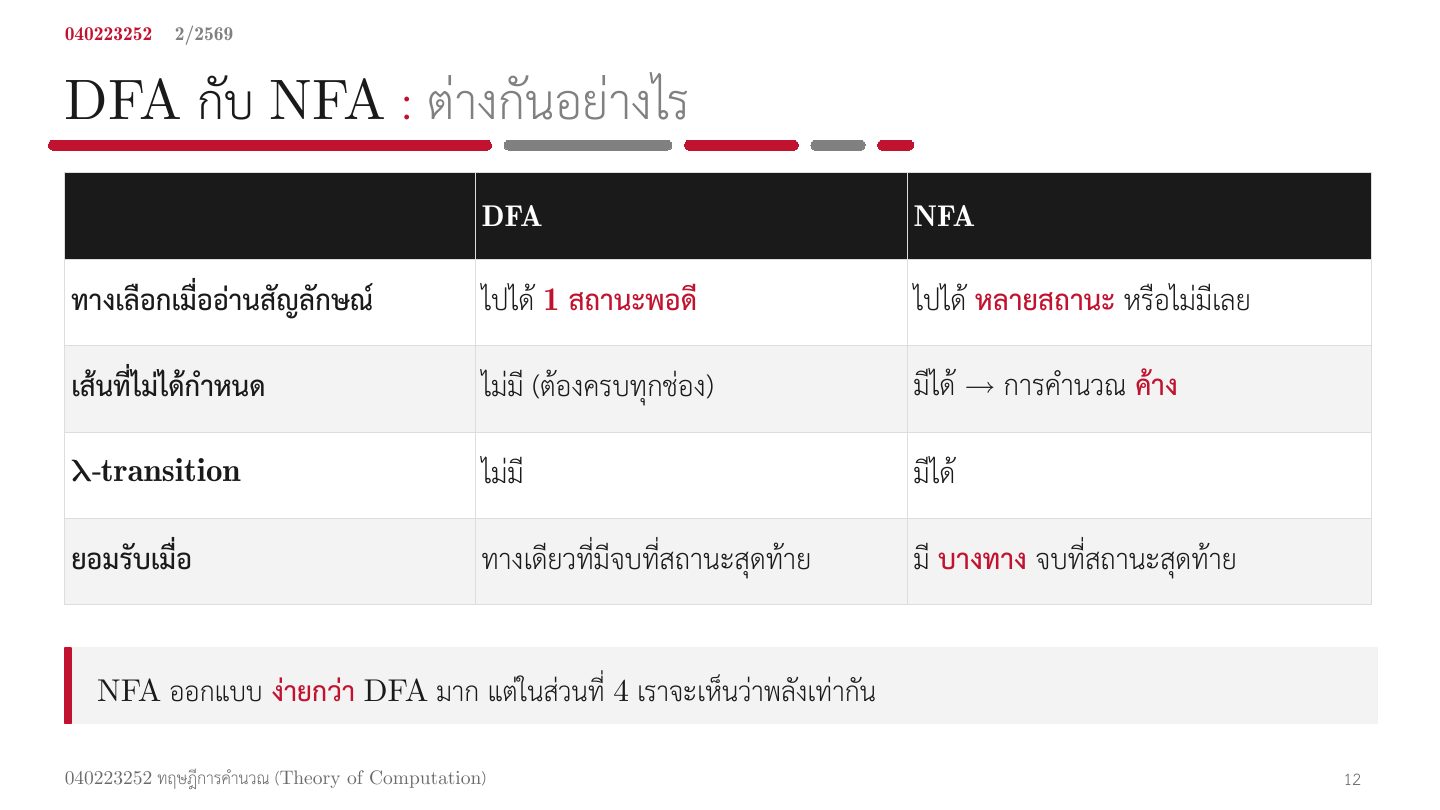 040223252 2/2569
DFA กับ NFA : ต่างกันอย่างไร
DFA NFA
ทางเลือกเมื่ออ่านสัญลักษณ์ ไปได้ 1 สถานะพอดี ไปได้ หลายสถานะ หรือไม่มีเลย
เส้นที่ไม่ได้กำหนด ไม่มี (ต้องครบทุกช่อง) มีได้ → การคำนวณ ค้าง
λ-transition ไม่มี มีได้
ยอมรับเมื่อ ทางเดียวที่มีจบที่สถานะสุดท้าย มี บางทาง จบที่สถานะสุดท้าย
NFA ออกแบบ ง่ายกว่า DFA มาก แต่ในส่วนที่ 4 เราจะเห็นว่าพลังเท่ากัน
040223252 ทฤษฎีการคำนวณ (Theory of Computation) 12